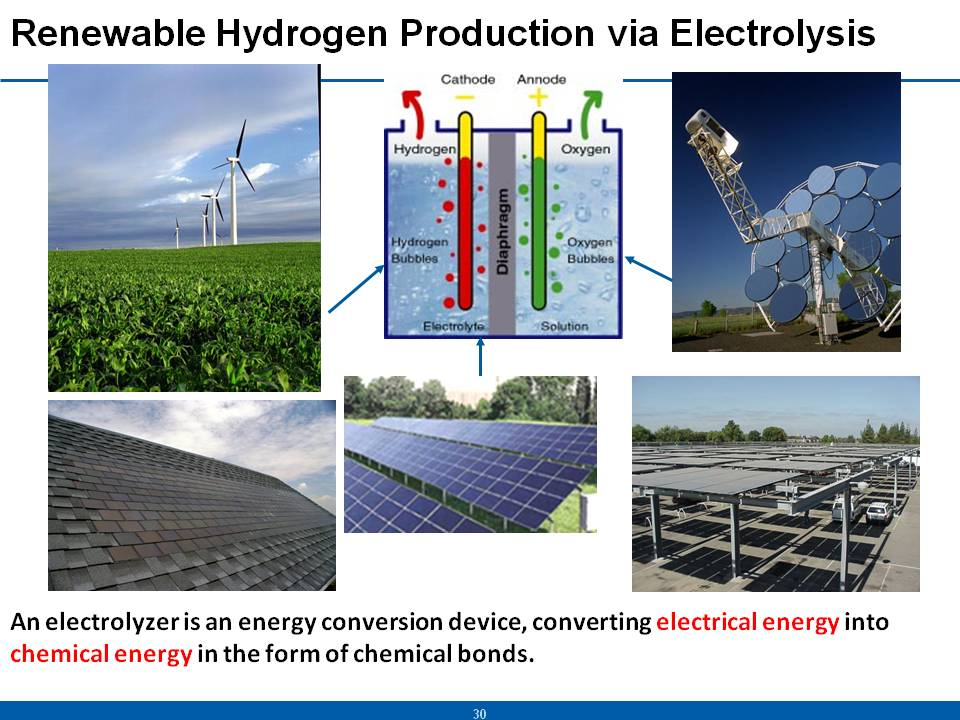 Renewable Hydrogen Production via Electrolysis
Cathode Annode
− +
Hydrogen Oxygen
Diaphragm
Hydrogen
Bubbles
Oxygen
Bubbles
Electrolyte Solution
An electrolyzer is an energy conversion device, converting electrical energy into
chemical energy in the form of chemical bonds.
30